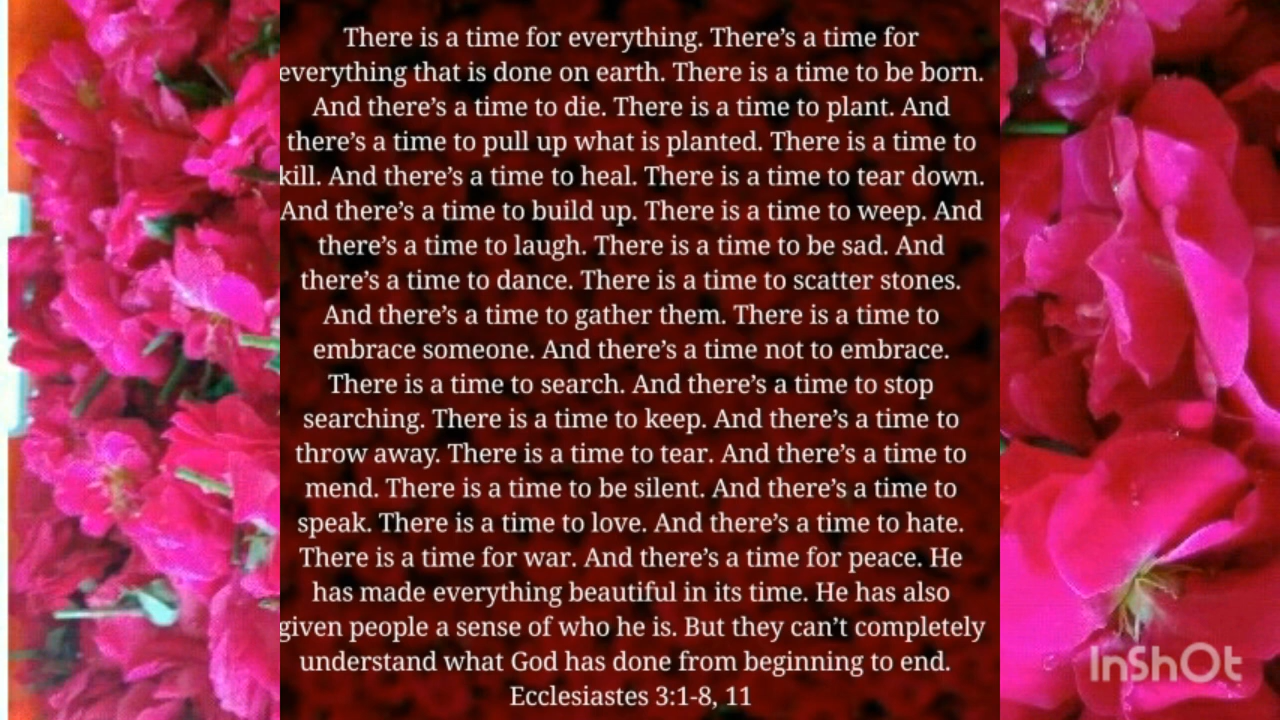 There is a time for everything. There’s a time for
everything that is done on earth. There is a time to be born.
And there’s a time to die. There is a time to plant. And
there’s a time to pull up what is planted. There is a time to
kill. And there’s a time to heal. There is a time to tear down.
And there’s a time to build up. There is a time to weep. And
there’s a time to laugh. There is a time to be sad. And
there’s a time to dance. There is a time to scatter stones.
And there’s a time to gather them. There is a time to
embrace someone. And there’s a time not to embrace.
There is a time to search. And there’s a time to stop
searching. There is a time to keep. And there’s a time to
throw away. There is a time to tear. And there’s a time to
mend. There is a time to be silent. And there’s a time to
speak. There is a time to love. And there’s a time to hate.
There is a time for war. And there’s a time for peace. He
has made everything beautiful in its time. He has also
given people a sense of who he is. But they can’t completely
understand what God has done from beginning to end.
Ecclesiastes 3:1-8, 11
InShOt